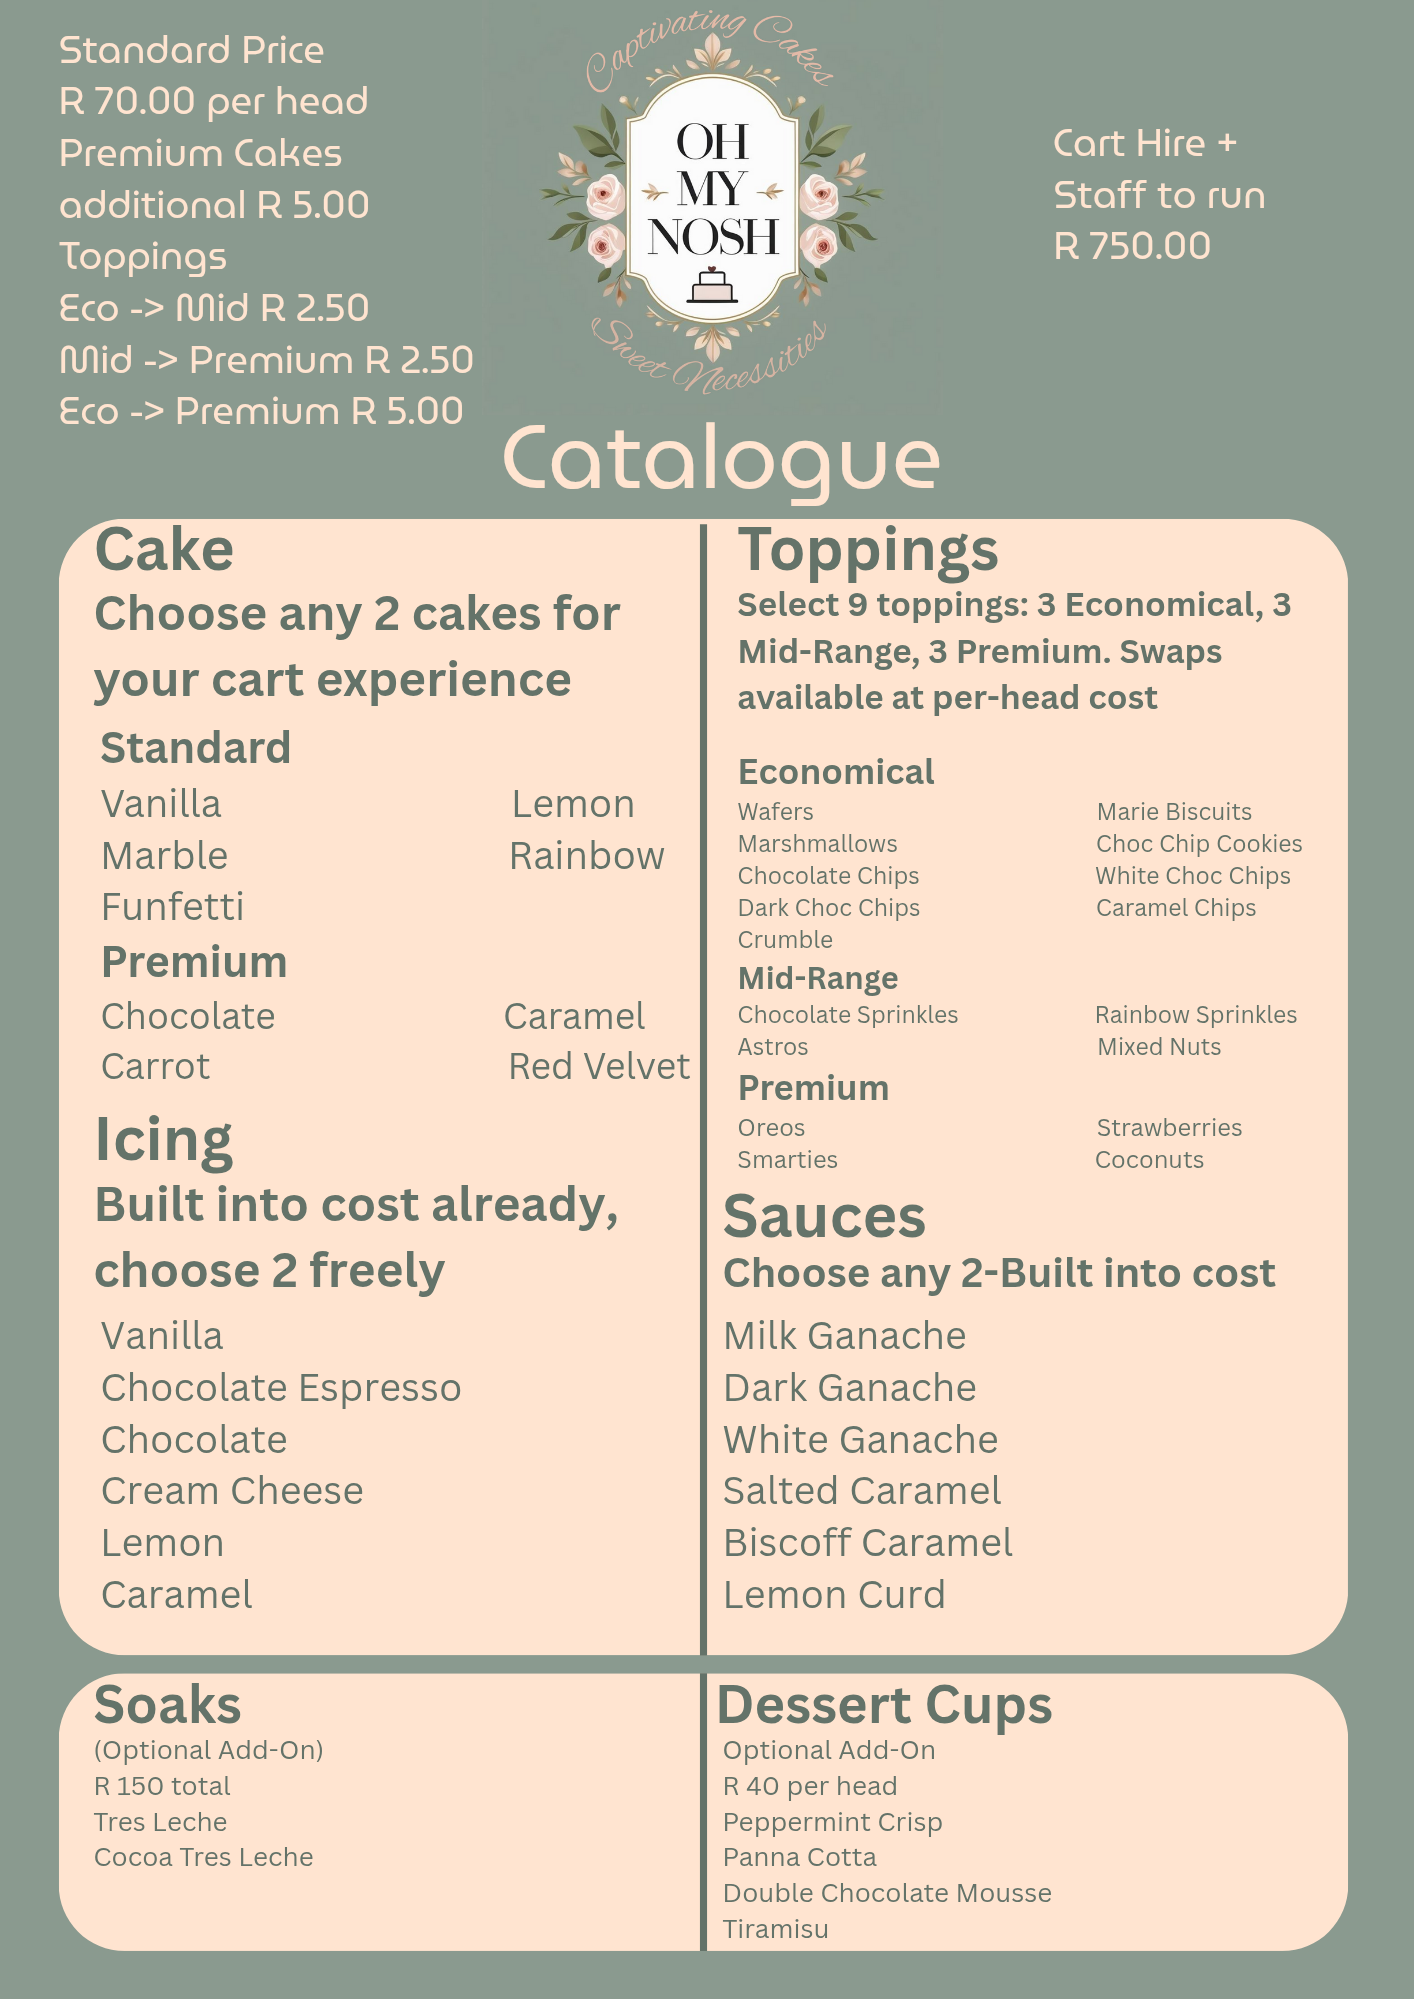 Standard Price
R 70.00 per head
Premium Cakes
additional R 5.00
Toppings
Eco -> Mid R 2.50
Mid -> Premium R 2.50
Eco -> Premium R 5.00
Captivating Cakes
OH
MY
NOSH
Sweet Necessities
Cart Hire +
Staff to run
R 750.00
Catalogue
Cake
Choose any 2 cakes for
your cart experience
Standard
Vanilla Lemon
Marble Rainbow
Funfetti
Premium
Chocolate Caramel
Carrot Red Velvet
Icing
Built into cost already,
choose 2 freely
Vanilla
Chocolate Espresso
Chocolate
Cream Cheese
Lemon
Caramel
Toppings
Select 9 toppings: 3 Economical, 3
Mid-Range, 3 Premium. Swaps
available at per-head cost
Economical
Wafers Marie Biscuits
Marshmallows Choc Chip Cookies
Chocolate Chips White Choc Chips
Dark Choc Chips Caramel Chips
Crumble
Mid-Range
Chocolate Sprinkles Rainbow Sprinkles
Astros Mixed Nuts
Premium
Oreos Strawberries
Smarties Coconuts
Sauces
Choose any 2-Built into cost
Milk Ganache
Dark Ganache
White Ganache
Salted Caramel
Biscoff Caramel
Lemon Curd
Soaks
(Optional Add-On)
R 150 total
Tres Leche
Cocoa Tres Leche
Dessert Cups
Optional Add-On
R 40 per head
Peppermint Crisp
Panna Cotta
Double Chocolate Mousse
Tiramisu